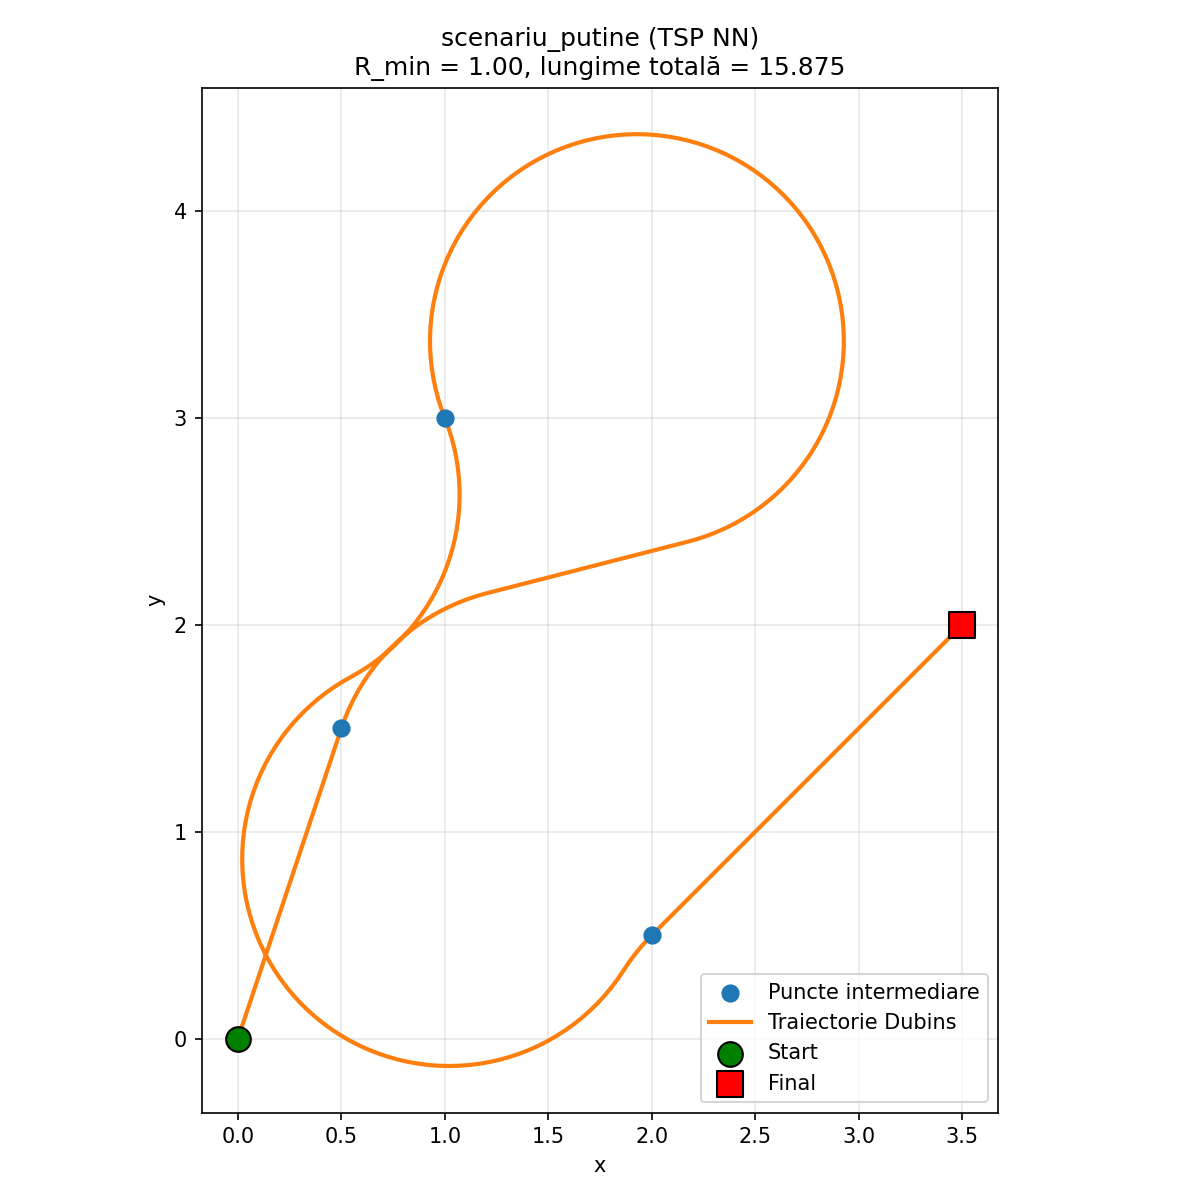 scenariu_putine (TSP NN)
R_min = 1.00, lungime totală = 15.875
4
3
2
1
0
y
0.0 0.5 1.0 1.5 2.0 2.5 3.0 3.5
x
Puncte intermediare
Traiectorie Dubins
Start
Final